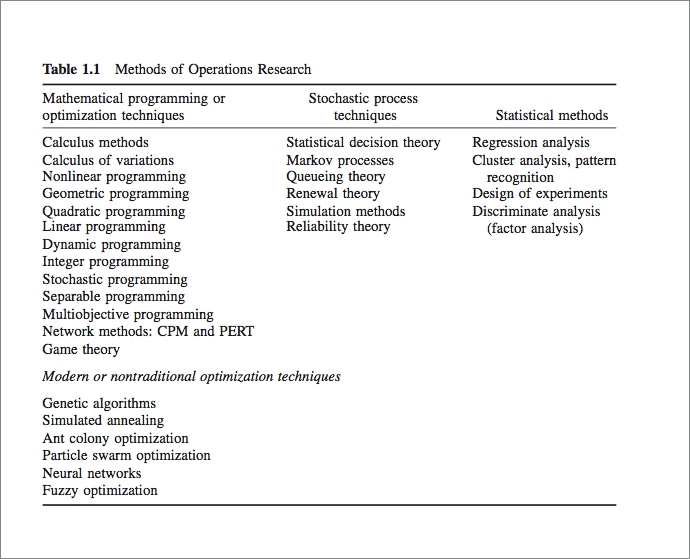 Table 1.1 Methods of Operations Research
Mathematical programming or
optimization techniques
Stochastic process
techniques
Statistical methods
Calculus methods
Calculus of variations
Nonlinear programming
Geometric programming
Quadratic programming
Linear programming
Dynamic programming
Integer programming
Stochastic programming
Separable programming
Multiobjective programming
Network methods: CPM and PERT
Game theory
Statistical decision theory
Markov processes
Queueing theory
Renewal theory
Simulation methods
Reliability theory
Regression analysis
Cluster analysis, pattern
recognition
Design of experiments
Discriminate analysis
(factor analysis)
Modern or nontraditional optimization techniques
Genetic algorithms
Simulated annealing
Ant colony optimization
Particle swarm optimization
Neural networks
Fuzzy optimization